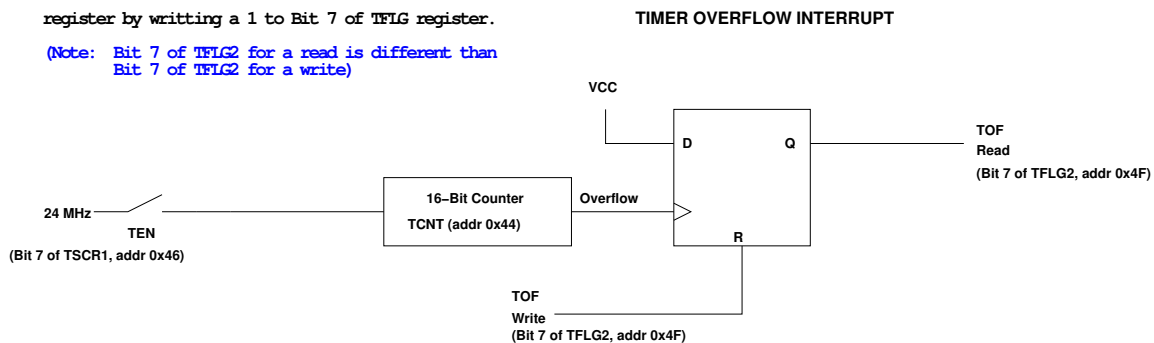 register by writting a 1 to Bit 7 of TFLG register.
TIMER OVERFLOW INTERRUPT
(Note: Bit 7 of TFLG2 for a read is different than
Bit 7 of TFLG2 for a write)
VCC
D
Q
TOF
Read
(Bit 7 of TFLG2, addr 0x4F)
24 MHz
TEN
(Bit 7 of TSCR1, addr 0x46)
16−Bit Counter
TCNT (addr 0x44)
Overflow
R
TOF
Write
(Bit 7 of TFLG2, addr 0x4F)